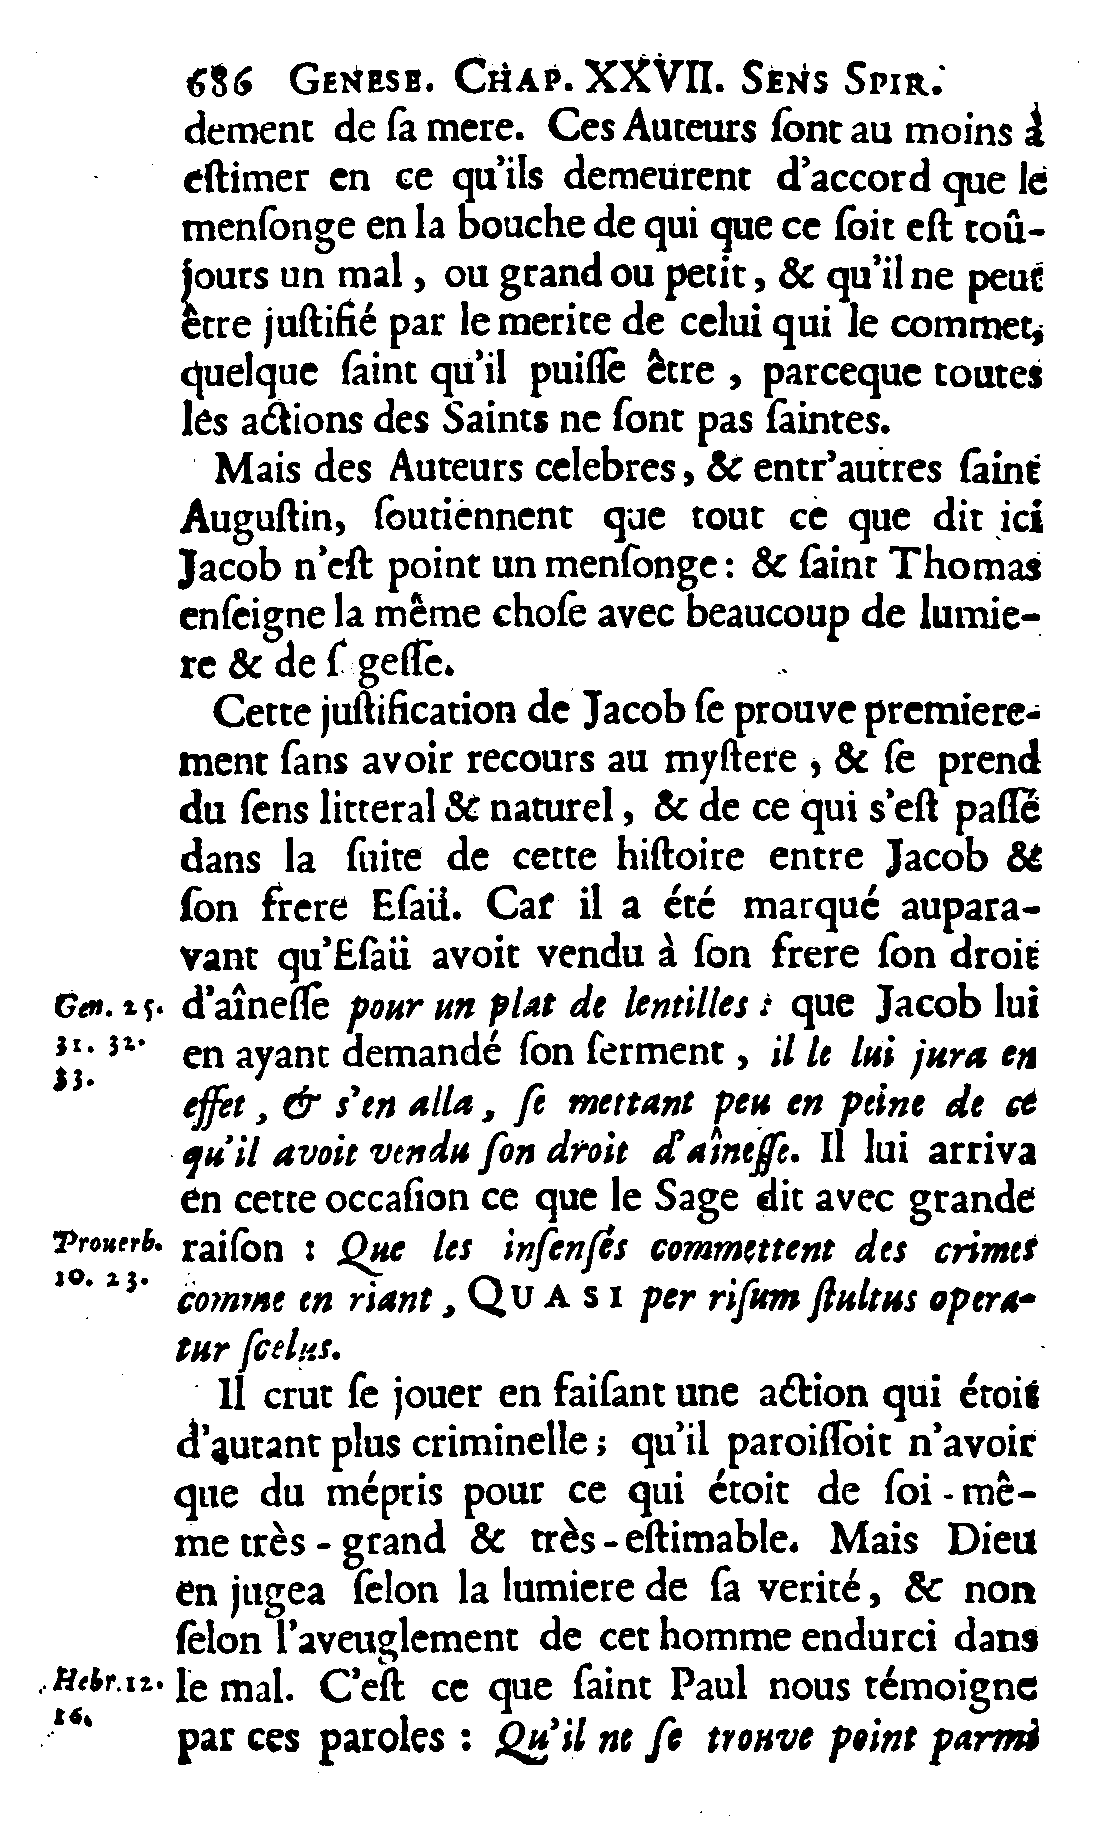 686 GENESE. CHAP. XXVII. SENS SPIR.
dement de ſa mere. Ces Auteurs ſont au moins à
eſtimer en ce qu'ils demeurent d'accord que le
menſonge en la bouche de qui que ce ſoit eſt toû-
jours un mal, ou grand ou petit, & qu'il ne peut
être juſtifié par le merite de celui qui le commet,
quelque ſaint qu'il puiſſe être, parceque toutes
les actions des Saints ne ſont pas ſaintes.
Mais des Auteurs celebres, & entr'autres ſaint
Auguſtin, ſoutiennent que tout ce que dit ici
Jacob n'eſt point un menſonge: & ſaint Thomas
enſeigne la même choſe avec beaucoup de lumie-
re & de ſ geſſe.
Cette juſtification de Jacob ſe prouve premiere-
ment ſans avoir recours au myſtere, & ſe prend
du ſens litteral & naturel, & de ce qui s'eſt paſſé
dans la ſuite de cette hiſtoire entre Jacob &
ſon frere Eſaü. Car il a été marqué aupara-
vant qu'Eſaü avoit vendu à ſon frere ſon droit
Gen. 25. d'aîneſſe pour un plat de lentilles: que Jacob lui
31. 32. en ayant demandé ſon ſerment, il le lui jura en
33. effet, & s'en alla, ſe mettant peu en peine de ce
qu'il avoit vendu ſon droit d'aîneſſe. Il lui arriva
en cette occaſion ce que le Sage dit avec grande
Prouerb. raiſon: Que les inſenſés commettent des crimes
10. 23. comme en riant, QUASI per riſum ſtultus opera-
tur ſcelus.
Il crut ſe jouer en faiſant une action qui étoit
d'autant plus criminelle; qu'il paroiſſoit n'avoir
que du mépris pour ce qui étoit de ſoi-mê-
me très-grand & très-eſtimable. Mais Dieu
en jugea ſelon la lumiere de ſa verité, & non
ſelon l'aveuglement de cet homme endurci dans
Hebr. 12. le mal. C'eſt ce que ſaint Paul nous témoigne
16. par ces paroles: Qu'il ne ſe trouve point parmi